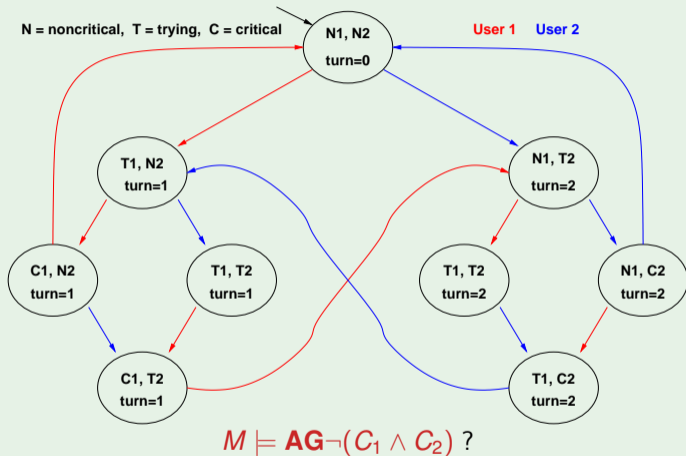 N = noncritical, T = trying, C = critical
User 1 User 2
N1, N2
turn=0
T1, N2
turn=1
N1, T2
turn=2
C1, N2
turn=1
T1, T2
turn=1
T1, T2
turn=2
N1, C2
turn=2
C1, T2
turn=1
T1, C2
turn=2
M ⊨ AG¬(C₁ ∧ C₂) ?